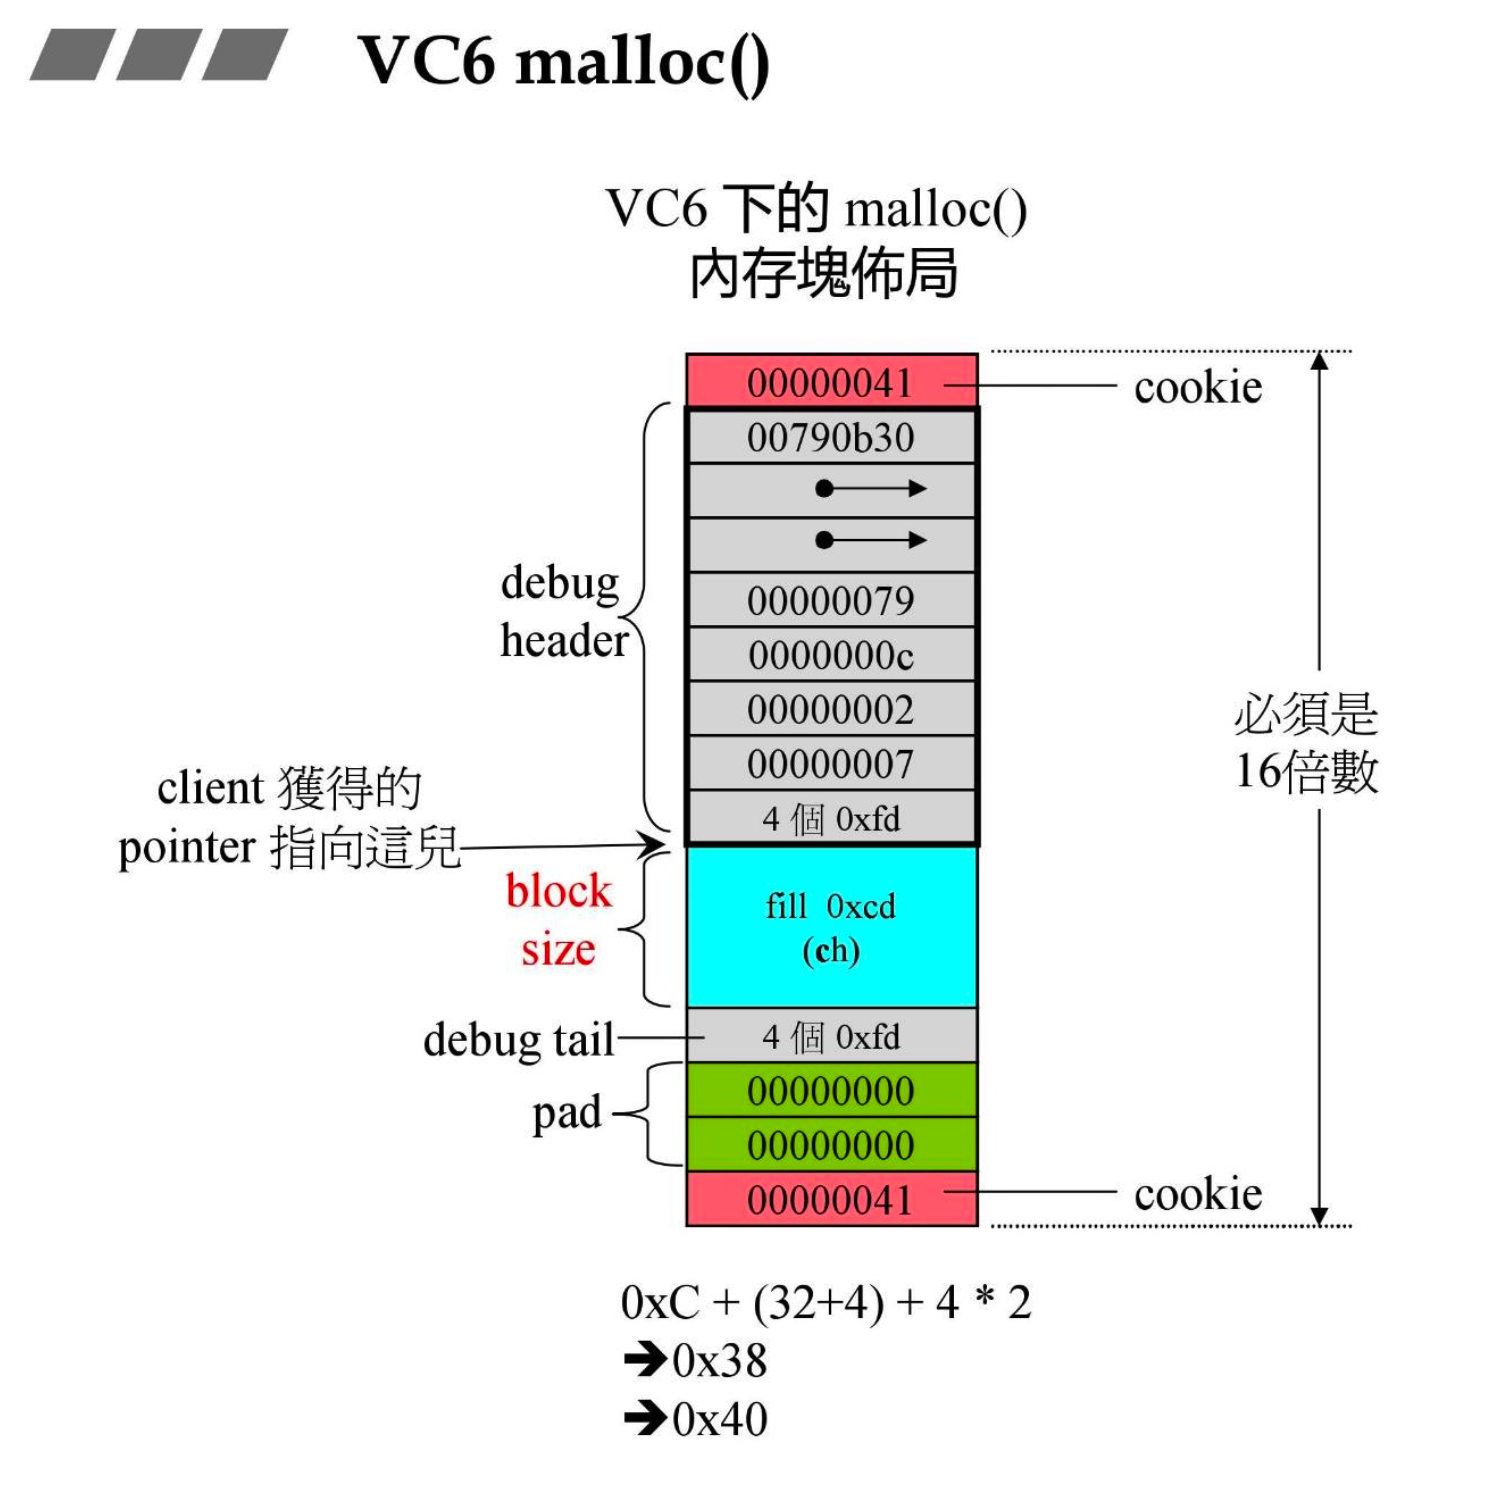 VC6 malloc()
VC6 下的 malloc()
內存塊佈局
00000041
cookie
00790b30
debug
header
00000079
0000000c
00000002
00000007
4 個 0xfd
必須是
16倍數
client 獲得的
pointer 指向這兒
block
size
fill 0xcd
(ch)
debug tail
4 個 0xfd
pad
00000000
00000000
00000041
cookie
0xC + (32+4) + 4 * 2
➔0x38
➔0x40